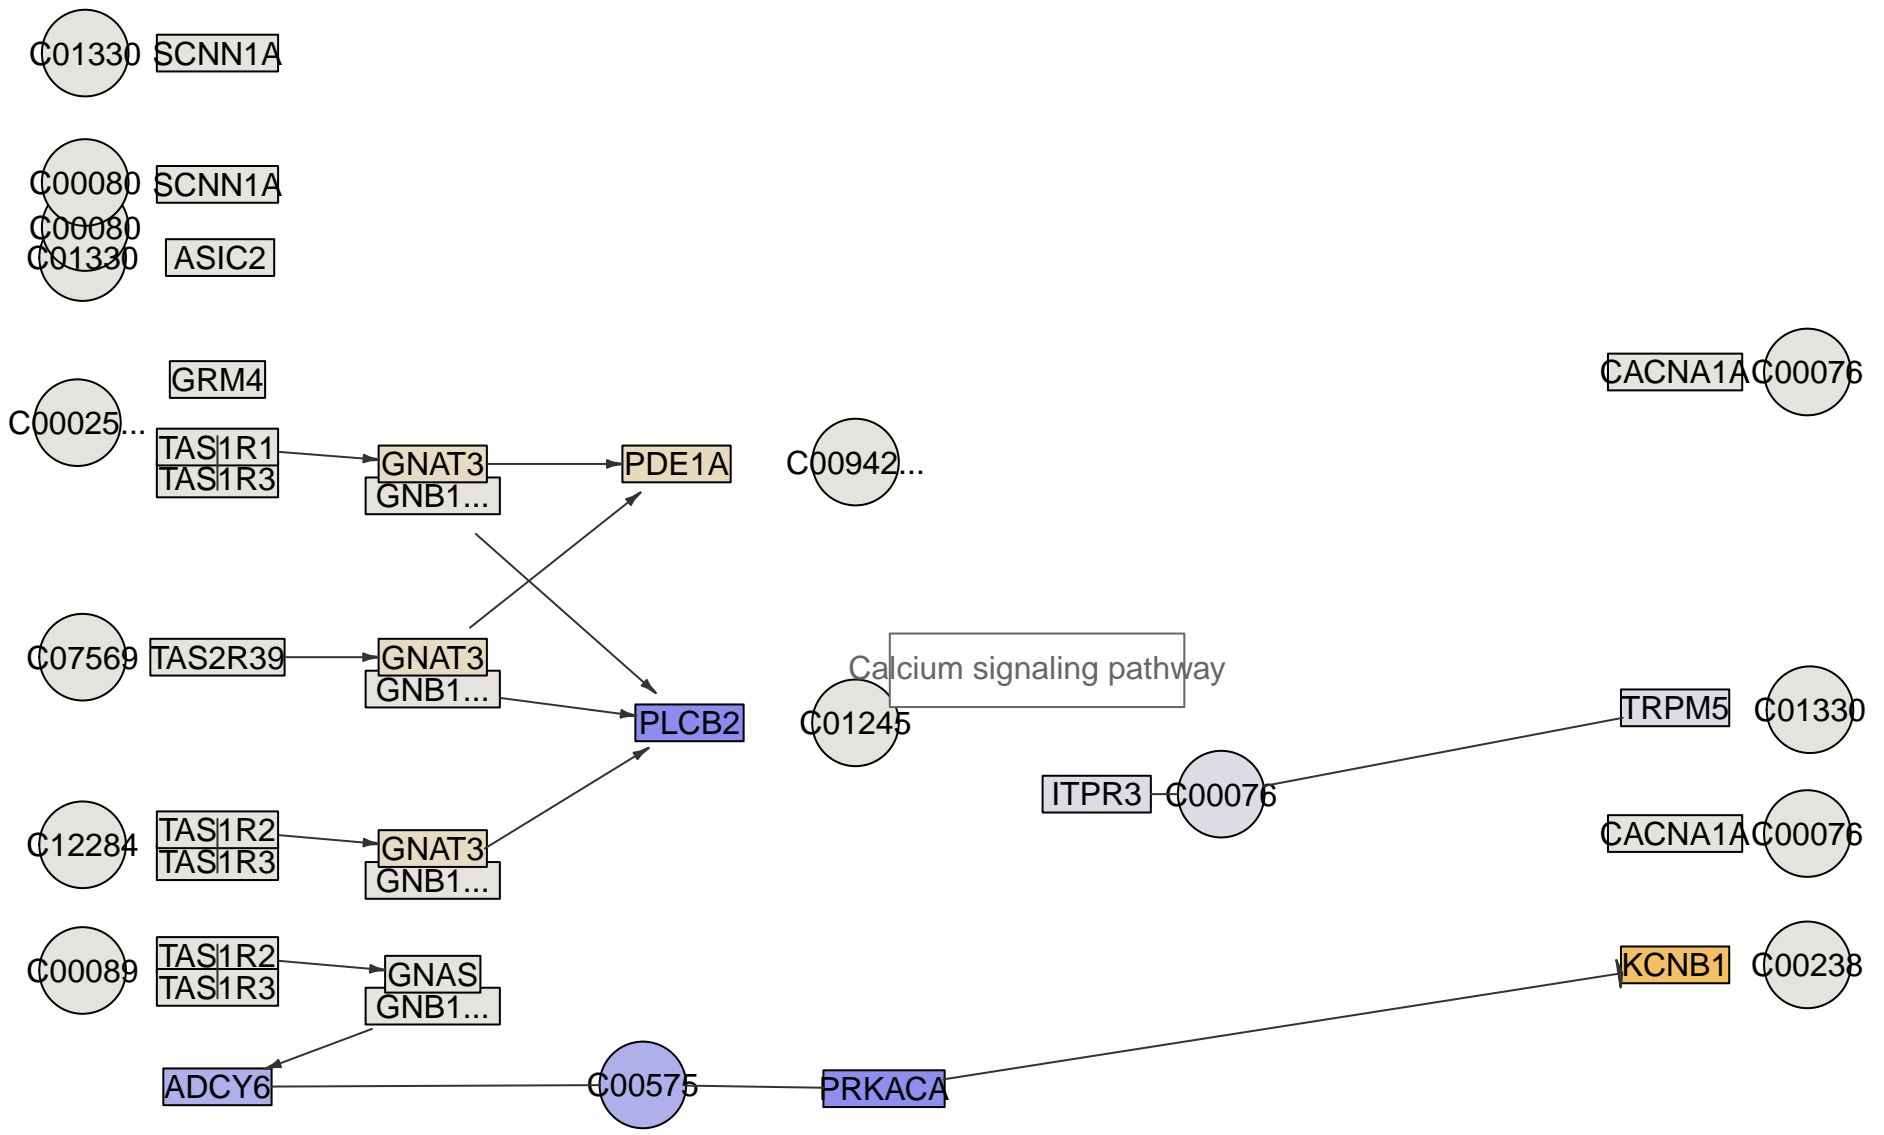 C01330 SCNN1A
C00080 SCNN1A
C00080
C01330 ASIC2
GRM4
CACNA1A C00076
C00025...
TAS1R1
GNAT3 PDE1A C00942...
TAS1R3
GNB1...
C07569 TAS2R39 GNAT3
Calcium signaling pathway
GNB1...
TRPM5 C01330
PLCB2 C01245
ITPR3 C00076
TAS1R2
CACNA1A C00076
C12284
GNAT3
TAS1R3
GNB1...
TAS1R2
KCNB1 C00238
C00089
GNAS
TAS1R3
GNB1...
ADCY6 C00575 PRKACA